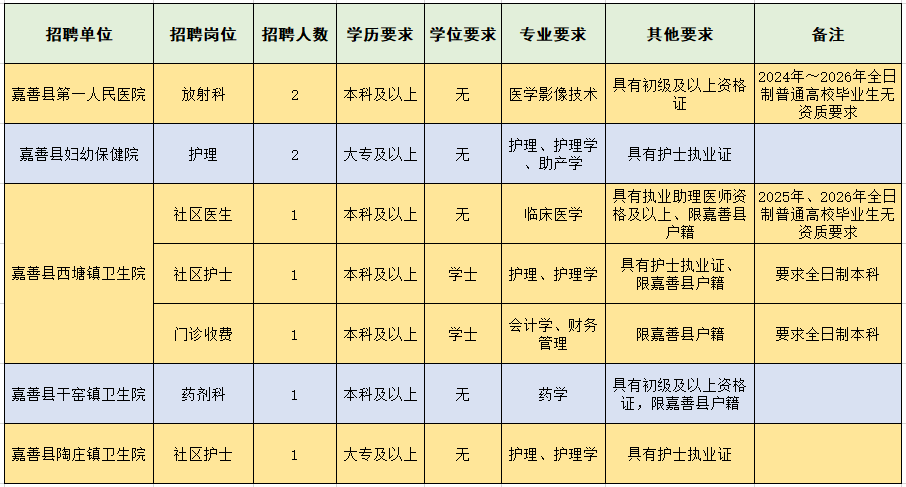 招聘单位 招聘岗位 招聘人数 学历要求 学位要求 专业要求 其他要求 备注
嘉善县第一人民医院 放射科 2 本科及以上 无 医学影像技术 具有初级及以上资格
证 2024年～2026年全日
制普通高校毕业生无
资质要求
嘉善县妇幼保健院 护理 2 大专及以上 无 护理、护理学
、助产学 具有护士执业证
嘉善县西塘镇卫生院 社区医生 1 本科及以上 无 临床医学 具有执业助理医师资
格及以上、限嘉善县
户籍 2025年、2026年全日
制普通高校毕业生无
资质要求
社区护士 1 本科及以上 学士 护理、护理学 具有护士执业证、
限嘉善县户籍 要求全日制本科
门诊收费 1 本科及以上 学士 会计学、财务
管理 限嘉善县户籍 要求全日制本科
嘉善县干窑镇卫生院 药剂科 1 本科及以上 无 药学 具有初级及以上资格
证，限嘉善县户籍
嘉善县陶庄镇卫生院 社区护士 1 大专及以上 无 护理、护理学 具有护士执业证